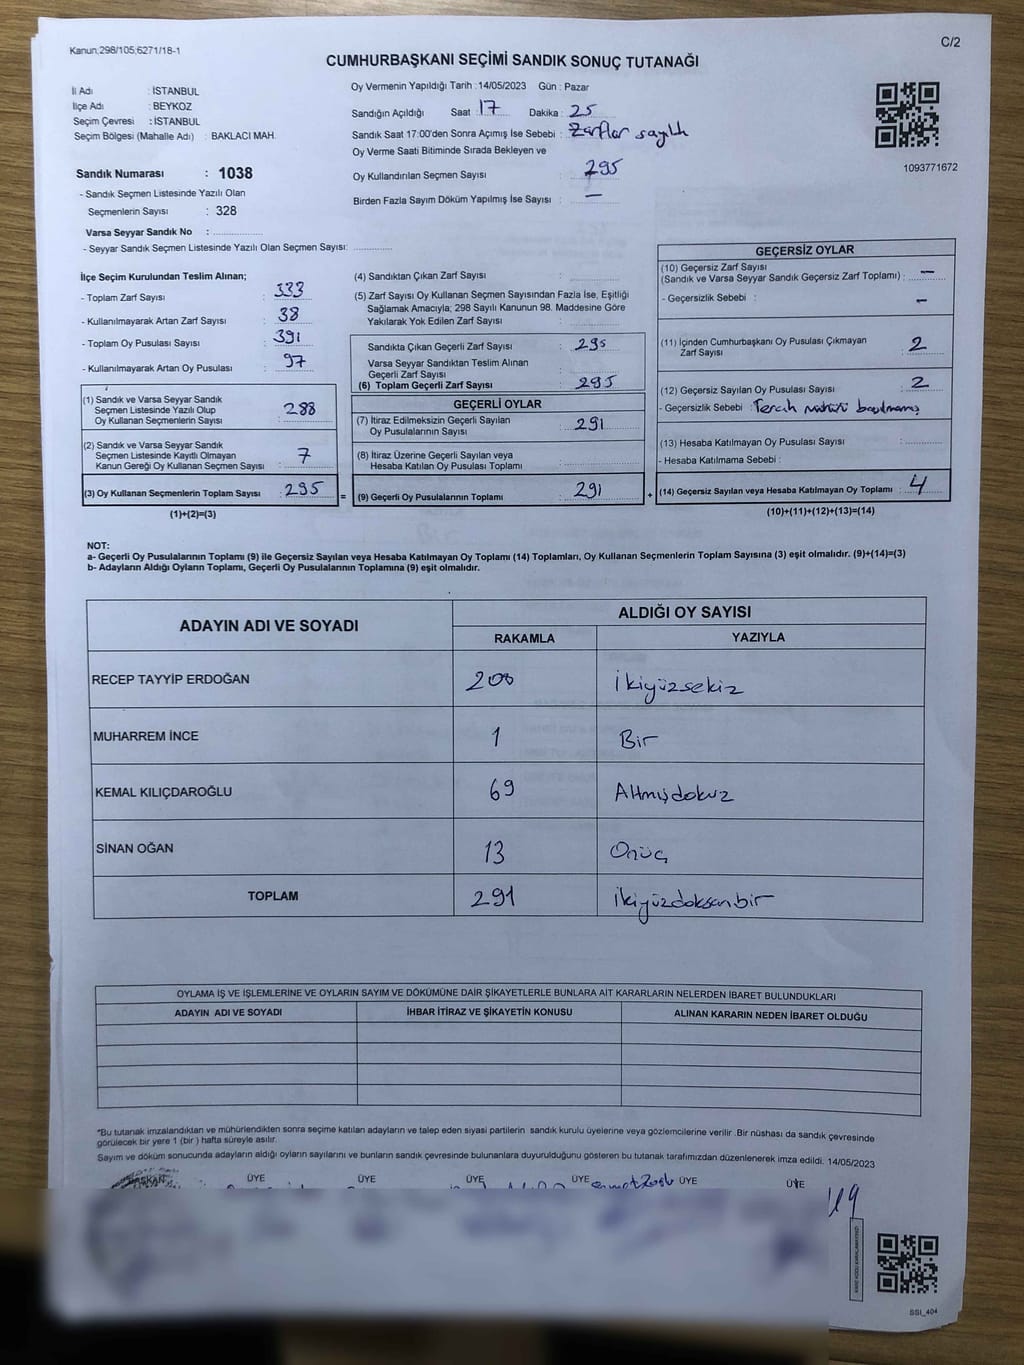 Kanun;298/105;6271/18-1
C/2
CUMHURBAŞKANI SEÇİMİ SANDIK SONUÇ TUTANAĞI
İl Adı : İSTANBUL
İlçe Adı : BEYKOZ
Seçim Çevresi : İSTANBUL
Seçim Bölgesi (Mahalle Adı) : BAKLACI MAH.
Sandık Numarası : 1038
- Sandık Seçmen Listesinde Yazılı Olan
Seçmenlerin Sayısı : 328
Varsa Seyyar Sandık No :
- Seyyar Sandık Seçmen Listesinde Yazılı Olan Seçmen Sayısı:
Oy Vermenin Yapıldığı Tarih : 14/05/2023 Gün : Pazar
Sandığın Açıldığı Saat 17 Dakika : 25
Sandık Saat 17:00'den Sonra Açımış İse Sebebi : Zarflar sayıldı
Oy Verme Saati Bitiminde Sırada Bekleyen ve
Oy Kullandırılan Seçmen Sayısı : 295
Birden Fazla Sayım Döküm Yapılmış İse Sayısı : —
1093771672
İlçe Seçim Kurulundan Teslim Alınan;
- Toplam Zarf Sayısı : 333
- Kullanılmayarak Artan Zarf Sayısı : 38
- Toplam Oy Pusulası Sayısı : 391
- Kullanılmayarak Artan Oy Pusulası : 97
(1) Sandık ve Varsa Seyyar Sandık
Seçmen Listesinde Yazılı Olup
Oy Kullanan Seçmenlerin Sayısı : 288
(2) Sandık ve Varsa Seyyar Sandık
Seçmen Listesinde Kayıtlı Olmayan
Kanun Gereği Oy Kullanan Seçmen Sayısı : 7
(3) Oy Kullanan Seçmenlerin Toplam Sayısı : 295
(1)+(2)=(3)
(4) Sandıktan Çıkan Zarf Sayısı :
(5) Zarf Sayısı Oy Kullanan Seçmen Sayısından Fazla İse, Eşitliği
Sağlamak Amacıyla; 298 Sayılı Kanunun 98. Maddesine Göre
Yakılarak Yok Edilen Zarf Sayısı :
Sandıkta Çıkan Geçerli Zarf Sayısı : 295
Varsa Seyyar Sandıktan Teslim Alınan
Geçerli Zarf Sayısı :
(6) Toplam Geçerli Zarf Sayısı : 295
GEÇERLİ OYLAR
(7) İtiraz Edilmeksizin Geçerli Sayılan
Oy Pusulalarının Sayısı : 291
(8) İtiraz Üzerine Geçerli Sayılan veya
Hesaba Katılan Oy Pusulası Toplamı :
= (9) Geçerli Oy Pusulalarının Toplamı : 291
GEÇERSİZ OYLAR
(10) Geçersiz Zarf Sayısı
(Sandık ve Varsa Seyyar Sandık Geçersiz Zarf Toplamı) : —
- Geçersizlik Sebebi : —
(11) İçinden Cumhurbaşkanı Oy Pusulası Çıkmayan
Zarf Sayısı : 2
(12) Geçersiz Sayılan Oy Pusulası Sayısı : 2
- Geçersizlik Sebebi : Tercih mührü basılmamış
(13) Hesaba Katılmayan Oy Pusulası Sayısı :
- Hesaba Katılmama Sebebi :
+ (14) Geçersiz Sayılan veya Hesaba Katılmayan Oy Toplamı : 4
(10)+(11)+(12)+(13)=(14)
NOT:
a- Geçerli Oy Pusulalarının Toplamı (9) ile Geçersiz Sayılan veya Hesaba Katılmayan Oy Toplamı (14) Toplamları, Oy Kullanan Seçmenlerin Toplam Sayısına (3) eşit olmalıdır. (9)+(14)=(3)
b- Adayların Aldığı Oyların Toplamı, Geçerli Oy Pusulalarının Toplamına (9) eşit olmalıdır.
ADAYIN ADI VE SOYADI
ALDIĞI OY SAYISI
RAKAMLA YAZIYLA
RECEP TAYYİP ERDOĞAN 208 İkiyüzsekiz
MUHARREM İNCE 1 Bir
KEMAL KILIÇDAROĞLU 69 Altmışdokuz
SİNAN OĞAN 13 Onüç
TOPLAM 291 İkiyüzdoksanbir
OYLAMA İŞ VE İŞLEMLERİNE VE OYLARIN SAYIM VE DÖKÜMÜNE DAİR ŞİKAYETLERLE BUNLARA AİT KARARLARIN NELERDEN İBARET BULUNDUKLARI
ADAYIN ADI VE SOYADI İHBAR İTİRAZ VE ŞİKAYETİN KONUSU ALINAN KARARIN NEDEN İBARET OLDUĞU
*Bu tutanak imzalandıktan ve mühürlendikten sonra seçime katılan adayların ve talep eden siyasi partilerin sandık kurulu üyelerine veya gözlemcilerine verilir .Bir nüshası da sandık çevresinde
görülecek bir yere 1 (bir ) hafta süreyle asılır.
Sayım ve döküm sonucunda adayların aldığı oyların sayılarını ve bunların sandık çevresinde bulunanlara duyurulduğunu gösteren bu tutanak tarafımızdan düzenlenerek imza edildi. 14/05/2023
BAŞKAN ÜYE ÜYE ÜYE ÜYE ÜYE ÜYE
SSİ_404